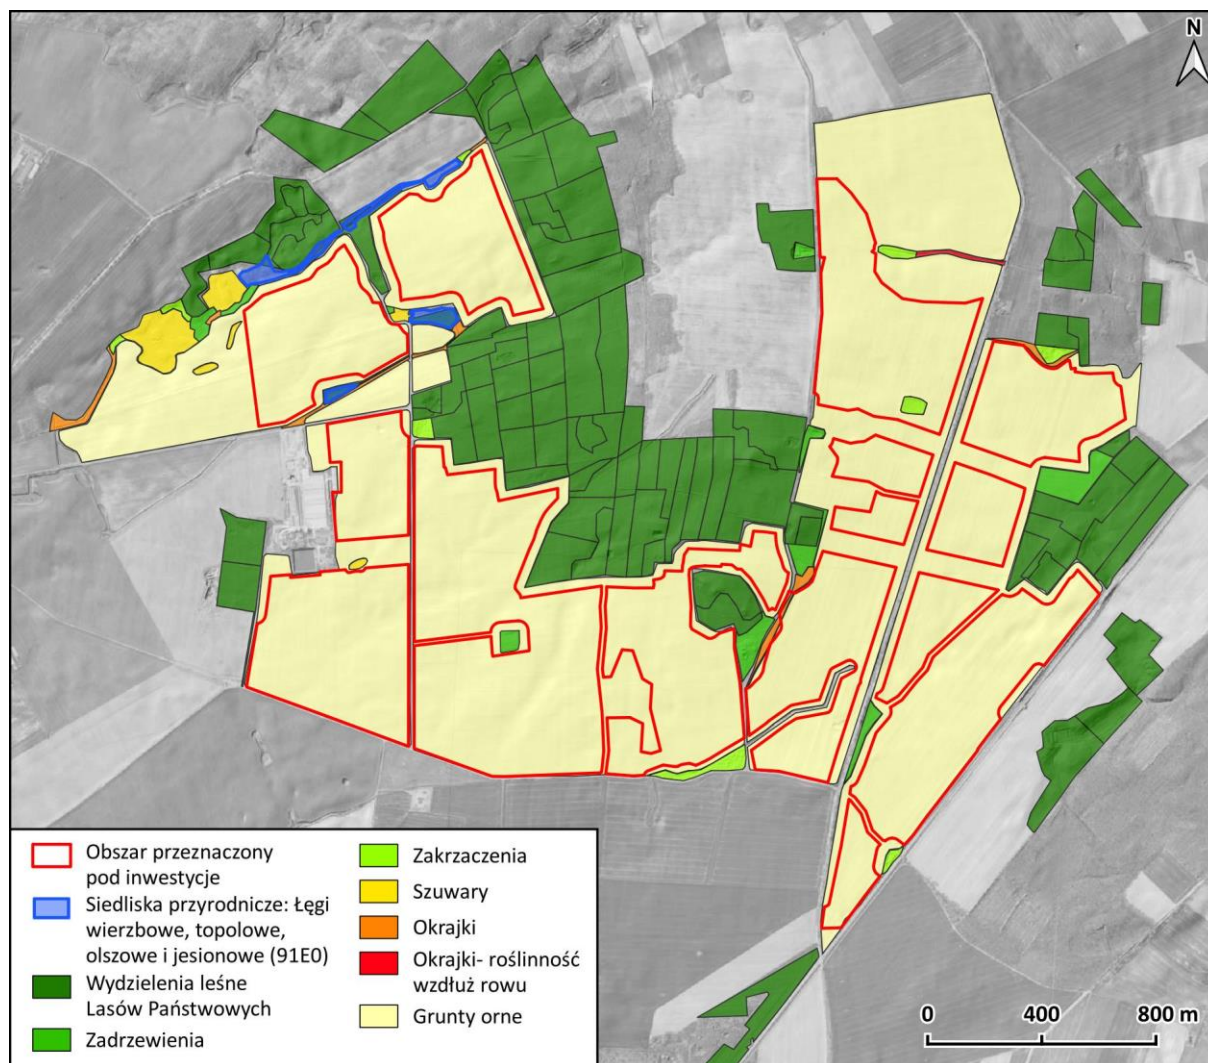 N
Obszar przeznaczony
pod inwestycje
Siedliska przyrodnicze: Łęgi
wierzbowe, topolowe,
olszowe i jesionowe (91E0)
Wydzielenia leśne
Lasów Państwowych
Zadrzewienia
Zakrzaczenia
Szuwary
Okrajki
Okrajki- roślinność
wzdłuż rowu
Grunty orne
0 400 800 m